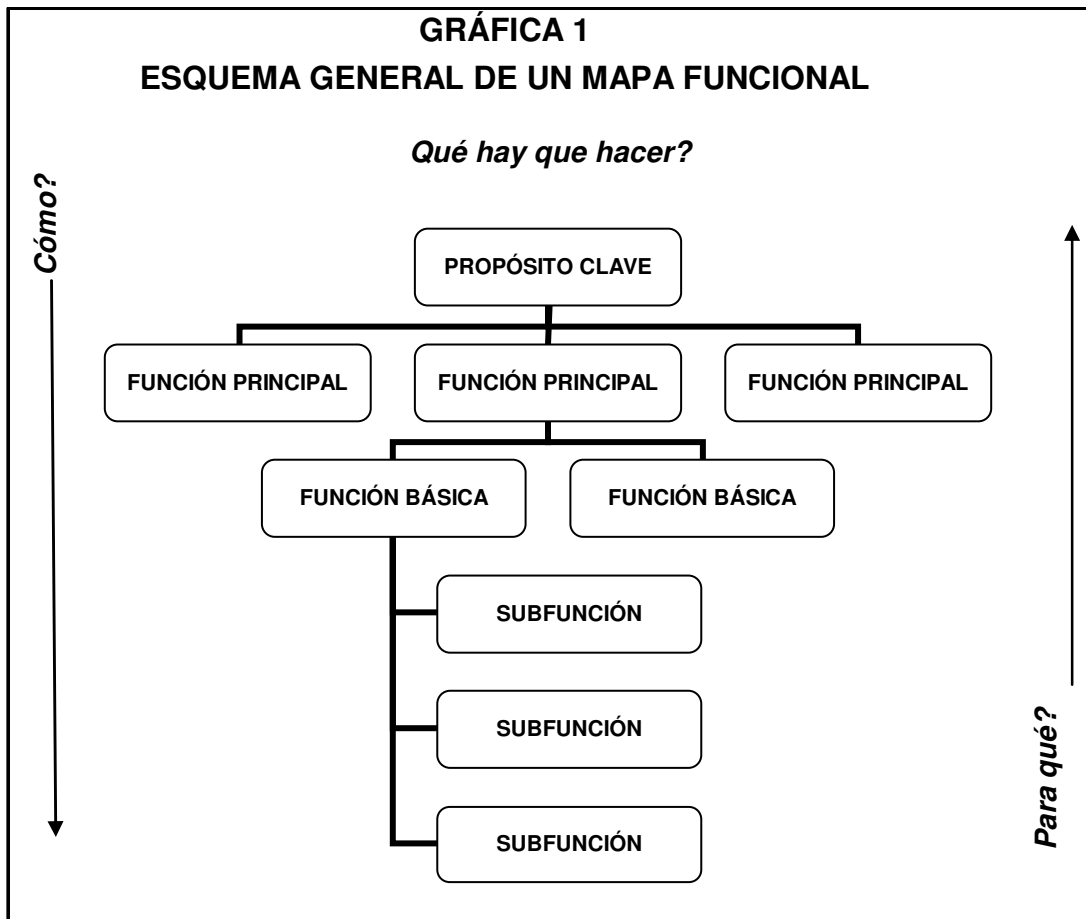 GRÁFICA 1
ESQUEMA GENERAL DE UN MAPA FUNCIONAL
Qué hay que hacer?
Cómo?
PROPÓSITO CLAVE
FUNCIÓN PRINCIPAL
FUNCIÓN PRINCIPAL
FUNCIÓN PRINCIPAL
FUNCIÓN BÁSICA
FUNCIÓN BÁSICA
SUBFUNCIÓN
SUBFUNCIÓN
SUBFUNCIÓN
Para qué?